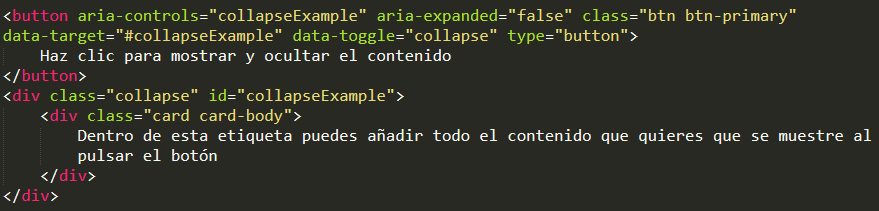 <button aria-controls="collapseExample" aria-expanded="false" class="btn btn-primary"
data-target="#collapseExample" data-toggle="collapse" type="button">
    Haz clic para mostrar y ocultar el contenido
</button>
<div class="collapse" id="collapseExample">
    <div class="card card-body">
        Dentro de esta etiqueta puedes añadir todo el contenido que quieres que se muestre al
        pulsar el botón
    </div>
</div>